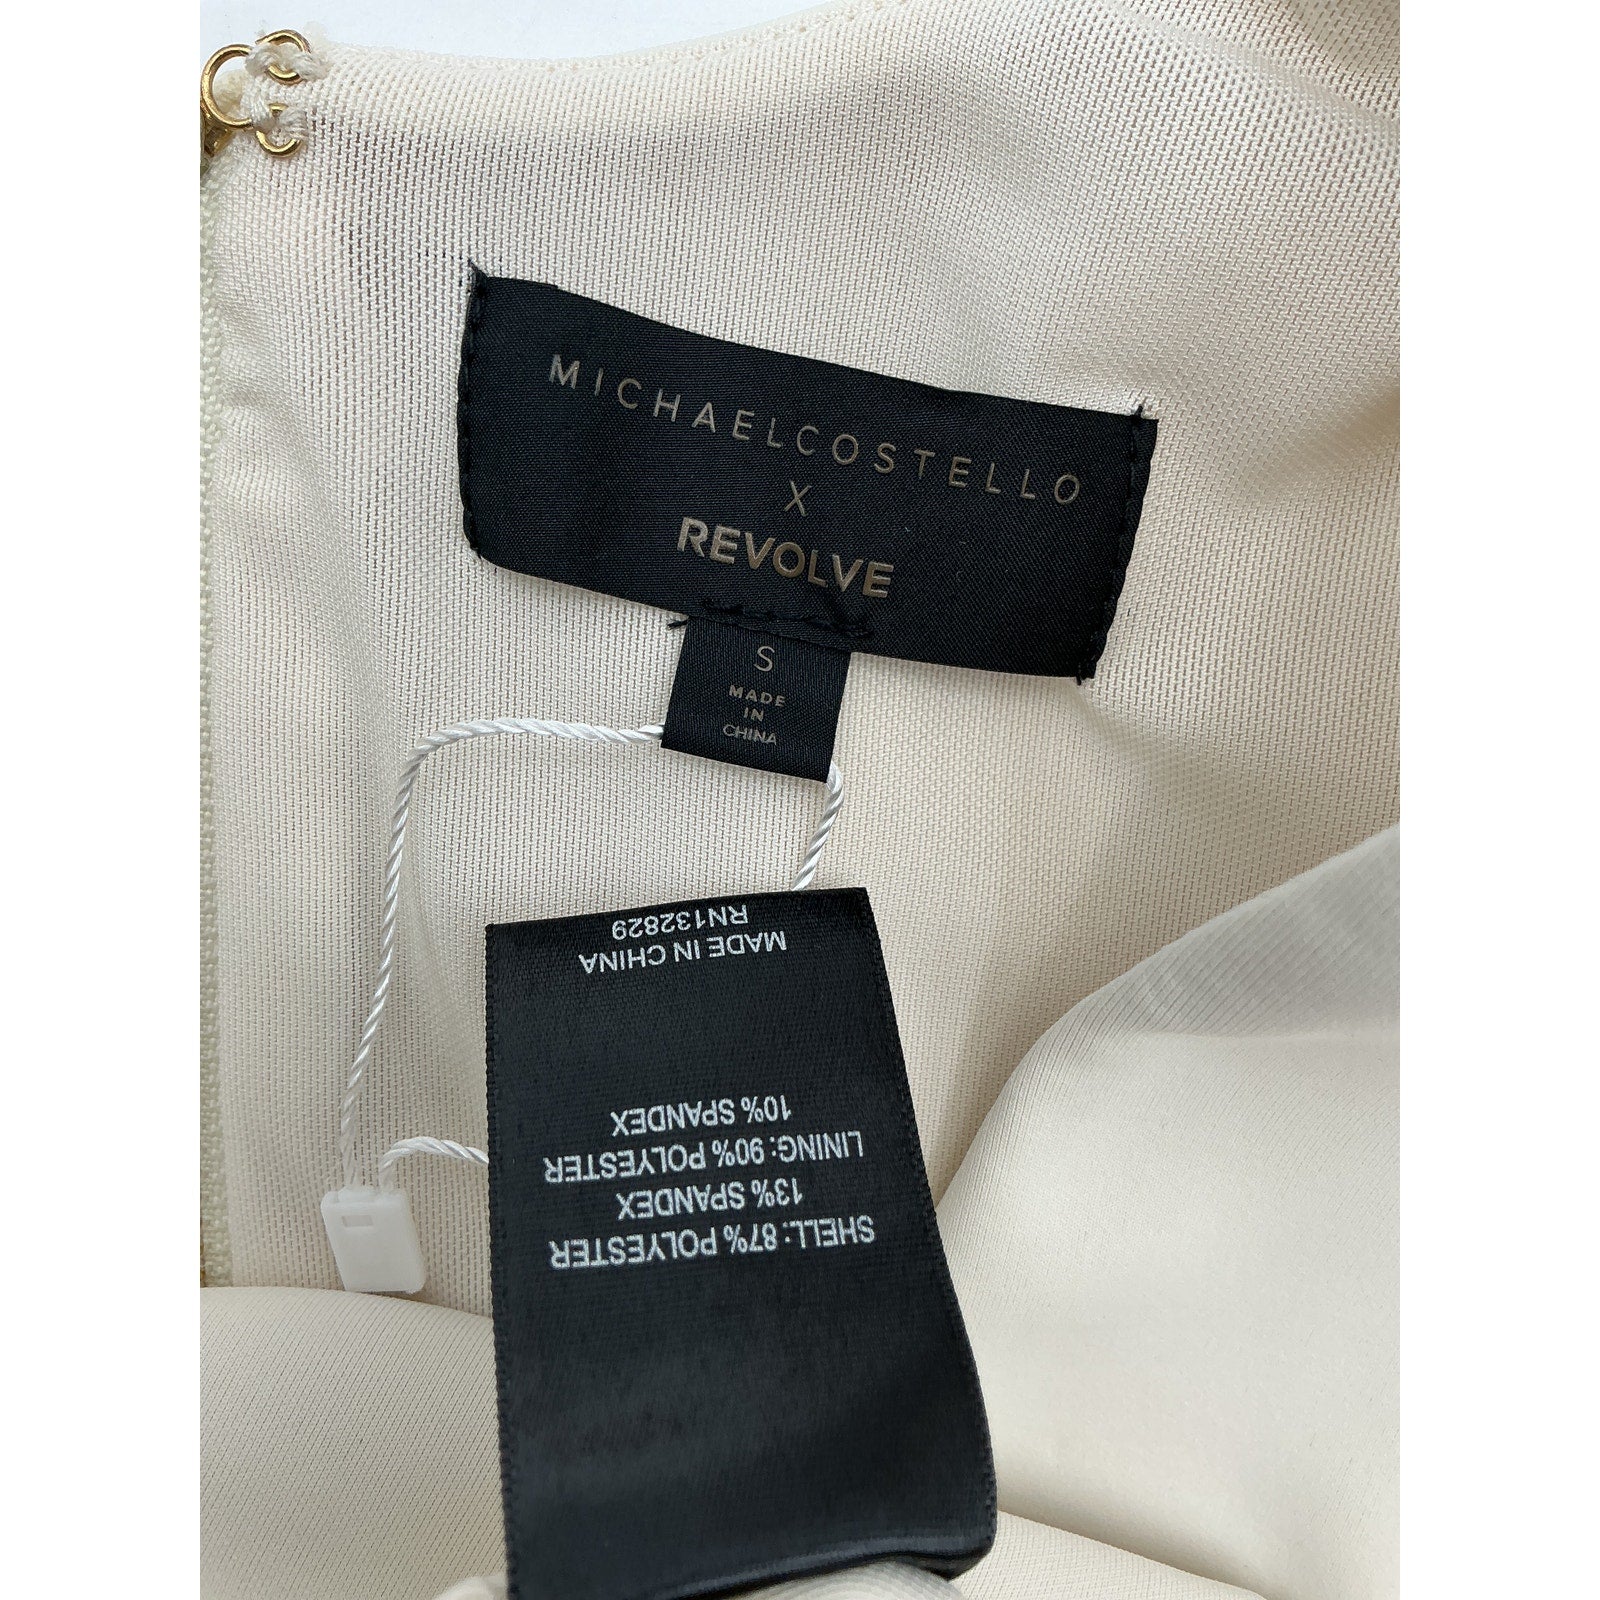 MICHAELCOSTELLO
X
REVOLVE
S
MADE
IN
CHINA
SHELL: 87% POLYESTER
13% SPANDEX
LINING: 90% POLYESTER
10% SPANDEX
MADE IN CHINA
RN132829